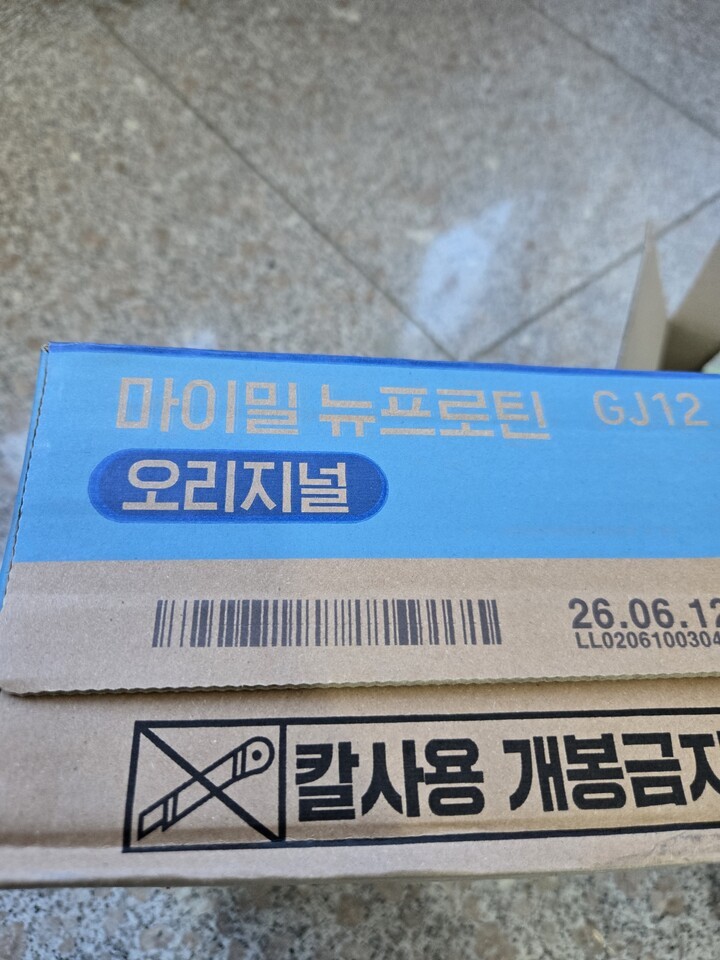 마이밀 뉴프로틴 GJ12
오리지널
26.06.12
LL0206100304
칼사용 개봉금지